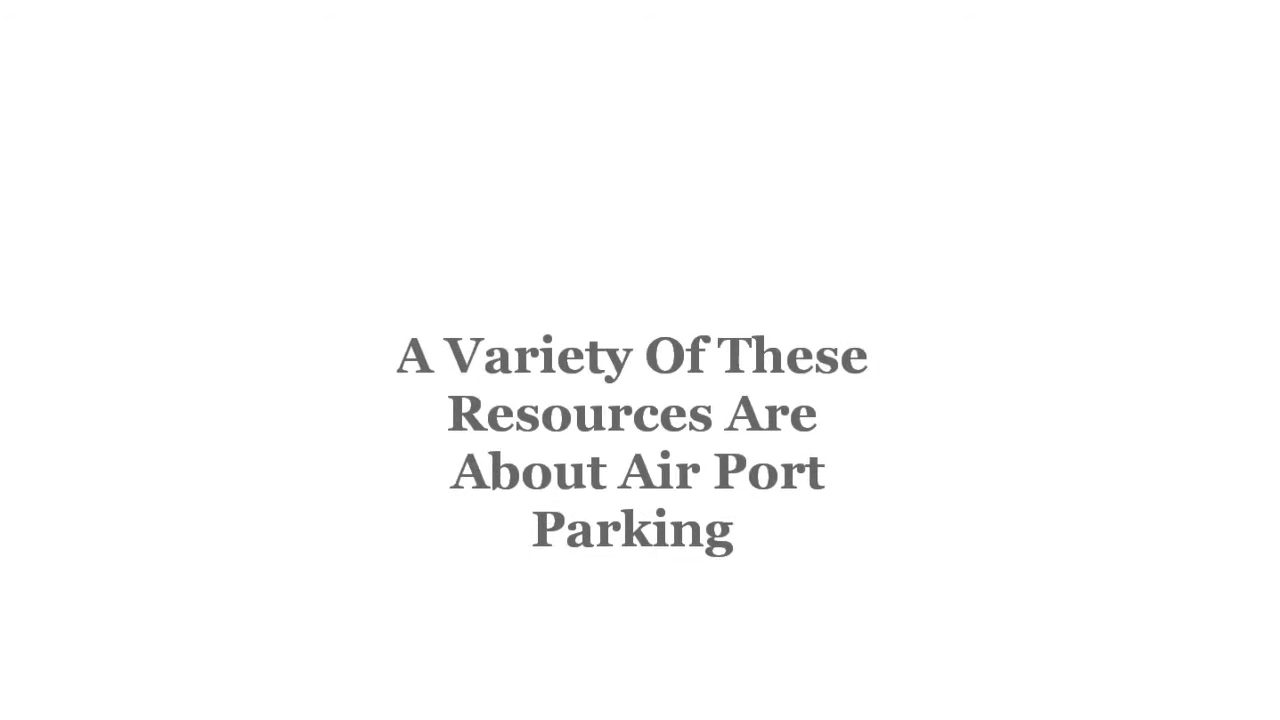 A Variety Of These
Resources Are
About Air Port
Parking